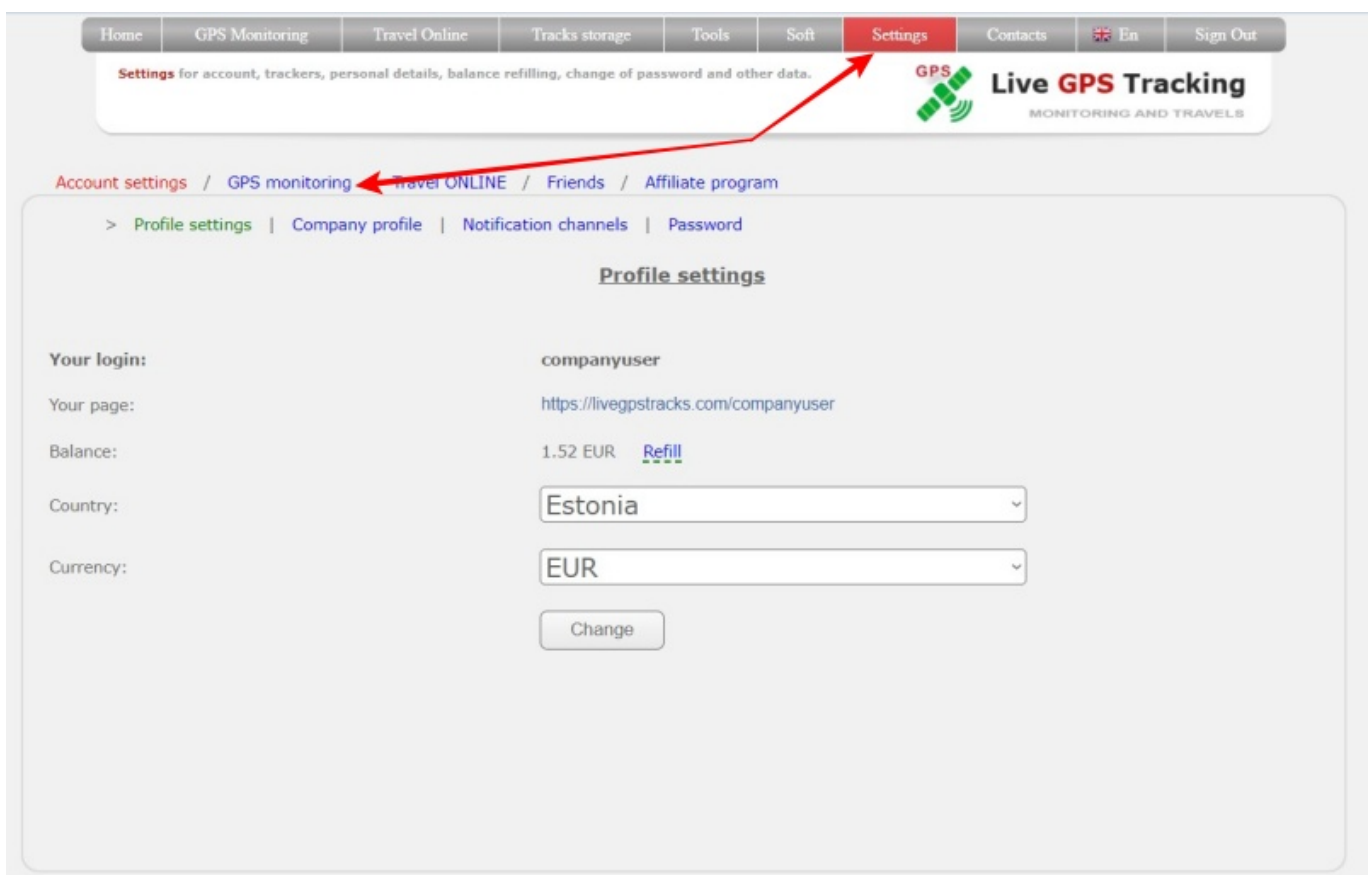 Home GPS Monitoring Travel Online Tracks storage Tools Soft Settings Contacts En Sign Out
Settings for account, trackers, personal details, balance refilling, change of password and other data.
GPS
Live GPS Tracking
MONITORING AND TRAVELS
Account settings / GPS monitoring Travel ONLINE / Friends / Affiliate program
> Profile settings | Company profile | Notification channels | Password
Profile settings
Your login: companyuser
Your page: https://livegpstracks.com/companyuser
Balance: 1.52 EUR Refill
Country: Estonia
Currency: EUR
Change